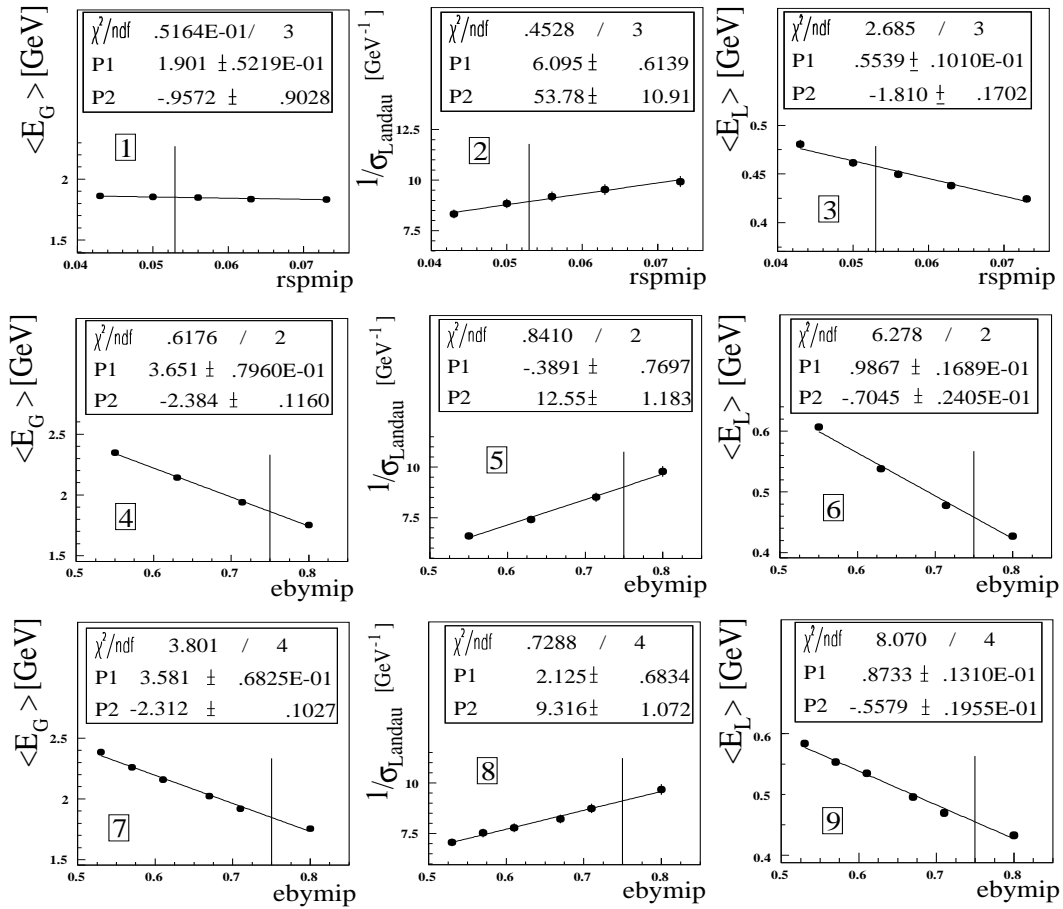 <E_G> [GeV]
χ²/ndf .5164E-01/ 3
P1 1.901 ± .5219E-01
P2 -.9572 ± .9028
1
2
1.5
0.04 0.05 0.06 0.07
rspmip
1/σ_Landau [GeV⁻¹]
χ²/ndf .4528 / 3
P1 6.095 ± .6139
P2 53.78 ± 10.91
12.5
2
10
7.5
0.04 0.05 0.06 0.07
rspmip
<E_L> [GeV]
χ²/ndf 2.685 / 3
P1 .5539 ± .1010E-01
P2 -1.810 ± .1702
0.5
0.45
3
0.4
0.04 0.05 0.06 0.07
rspmip
<E_G> [GeV]
χ²/ndf .6176 / 2
P1 3.651 ± .7960E-01
P2 -2.384 ± .1160
2.5
2
4
1.5
0.5 0.6 0.7 0.8
ebymip
1/σ_Landau [GeV⁻¹]
χ²/ndf .8410 / 2
P1 -.3891 ± .7697
P2 12.55 ± 1.183
5
10
7.5
0.5 0.6 0.7 0.8
ebymip
<E_L> [GeV]
χ²/ndf 6.278 / 2
P1 .9867 ± .1689E-01
P2 -.7045 ± .2405E-01
0.6
0.5
6
0.4
0.5 0.6 0.7 0.8
ebymip
<E_G> [GeV]
χ²/ndf 3.801 / 4
P1 3.581 ± .6825E-01
P2 -2.312 ± .1027
2.5
2
7
1.5
0.5 0.6 0.7 0.8
ebymip
1/σ_Landau [GeV⁻¹]
χ²/ndf .7288 / 4
P1 2.125 ± .6834
P2 9.316 ± 1.072
8
10
7.5
0.5 0.6 0.7 0.8
ebymip
<E_L> [GeV]
χ²/ndf 8.070 / 4
P1 .8733 ± .1310E-01
P2 -.5579 ± .1955E-01
0.6
0.5
9
0.4
0.5 0.6 0.7 0.8
ebymip